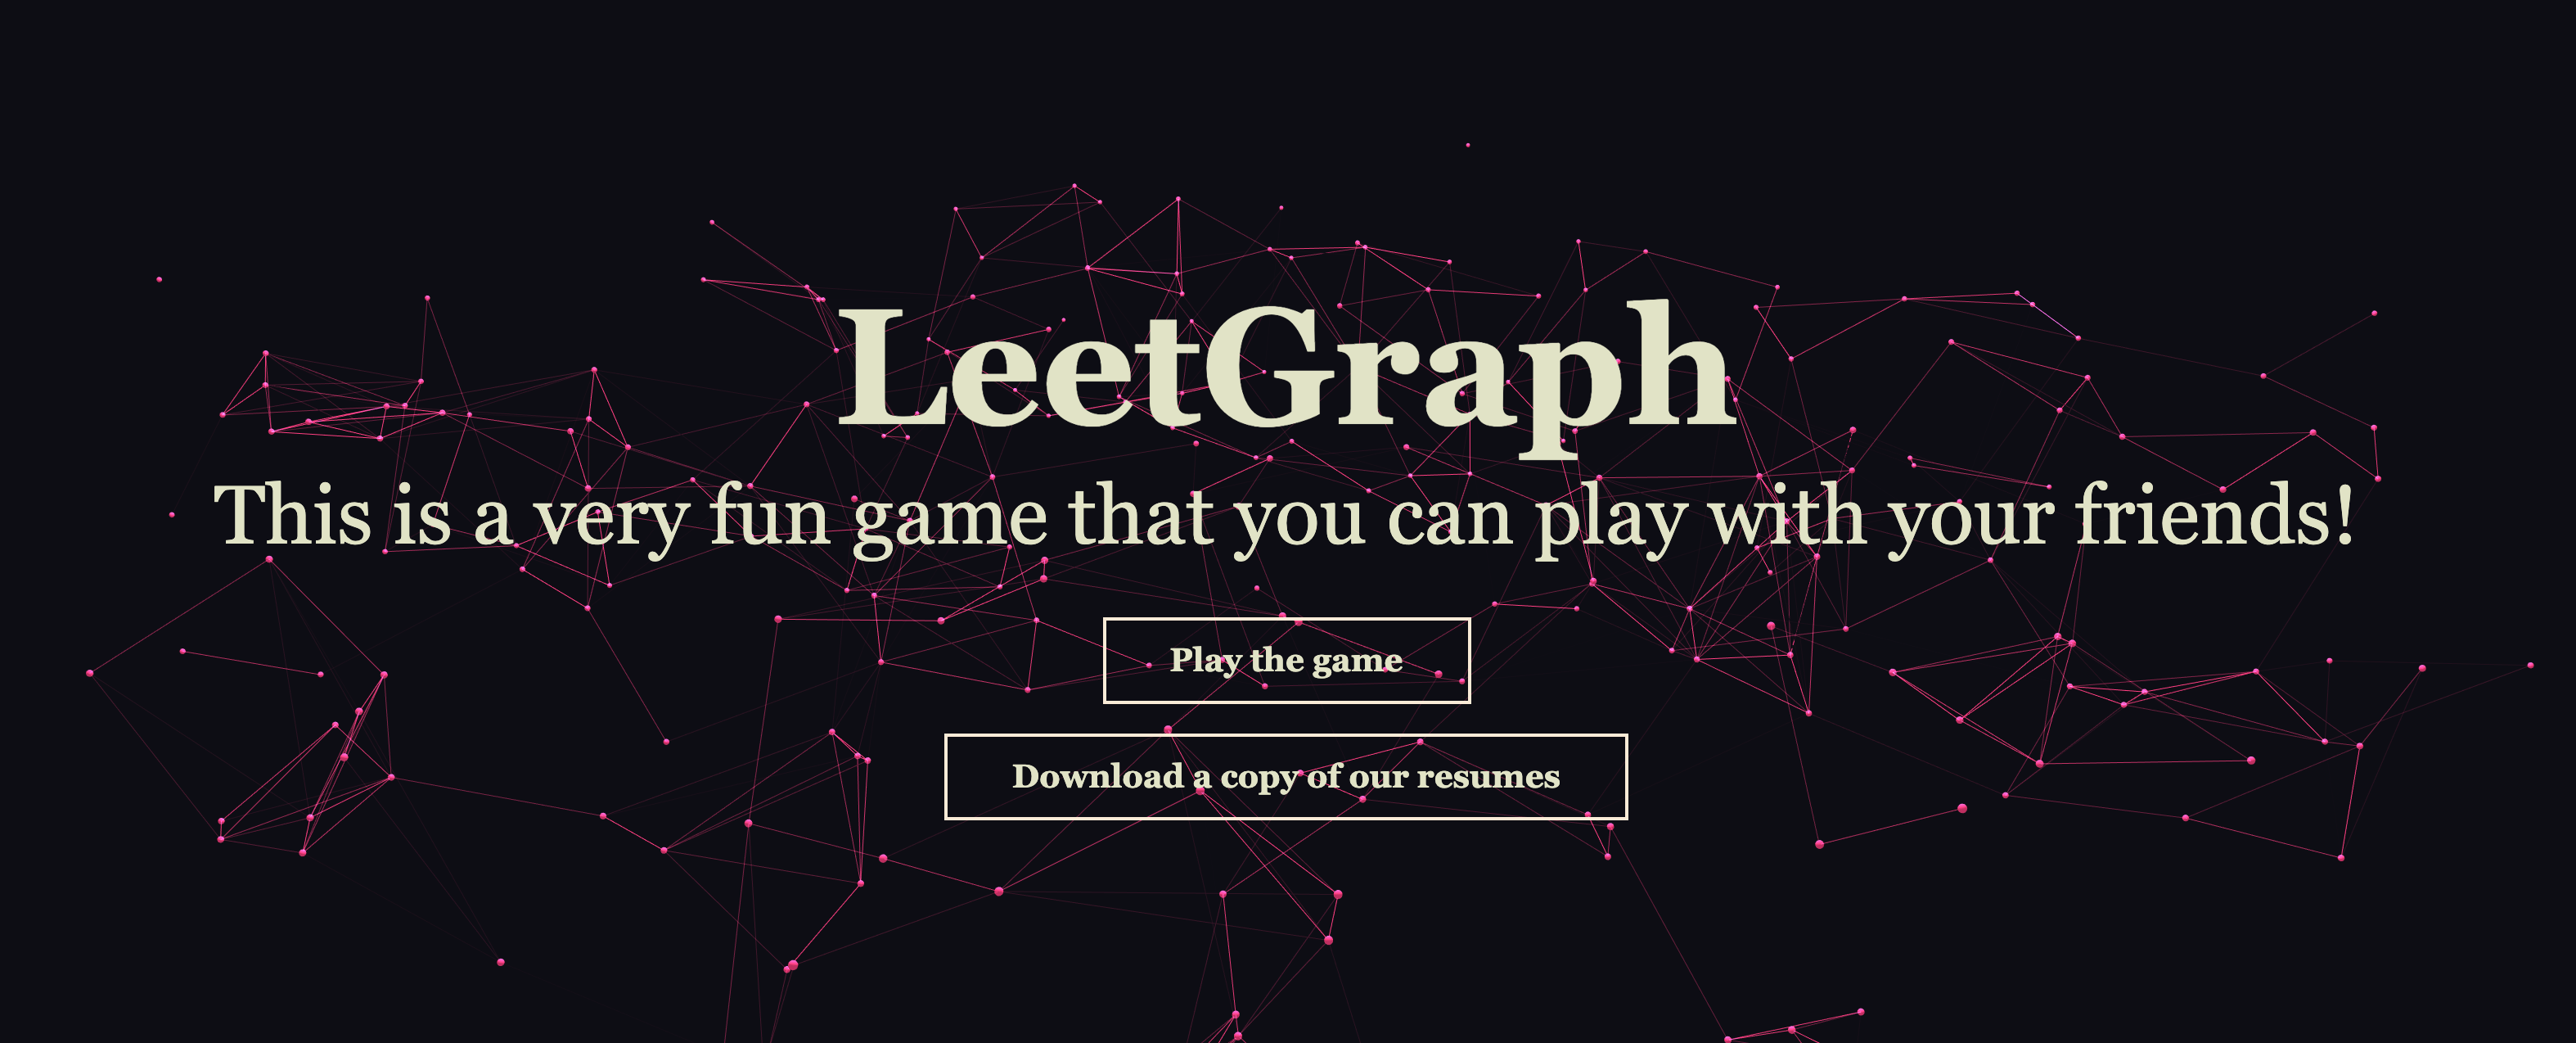 LeetGraph
This is a very fun game that you can play with your friends!
Play the game
Download a copy of our resumes